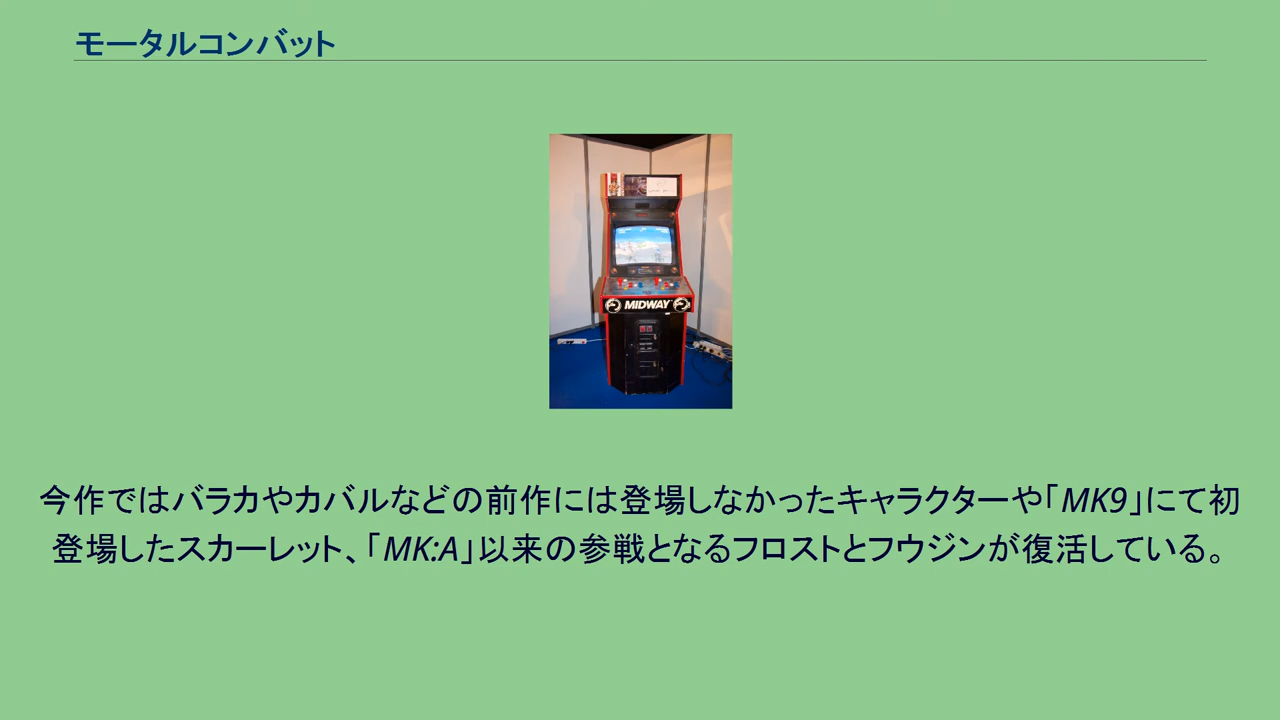 モータルコンバット
MIDWAY
今作ではバラカやカバルなどの前作には登場しなかったキャラクターや「MK9」にて初
登場したスカーレット、「MK:A」以来の参戦となるフロストとフウジンが復活している。